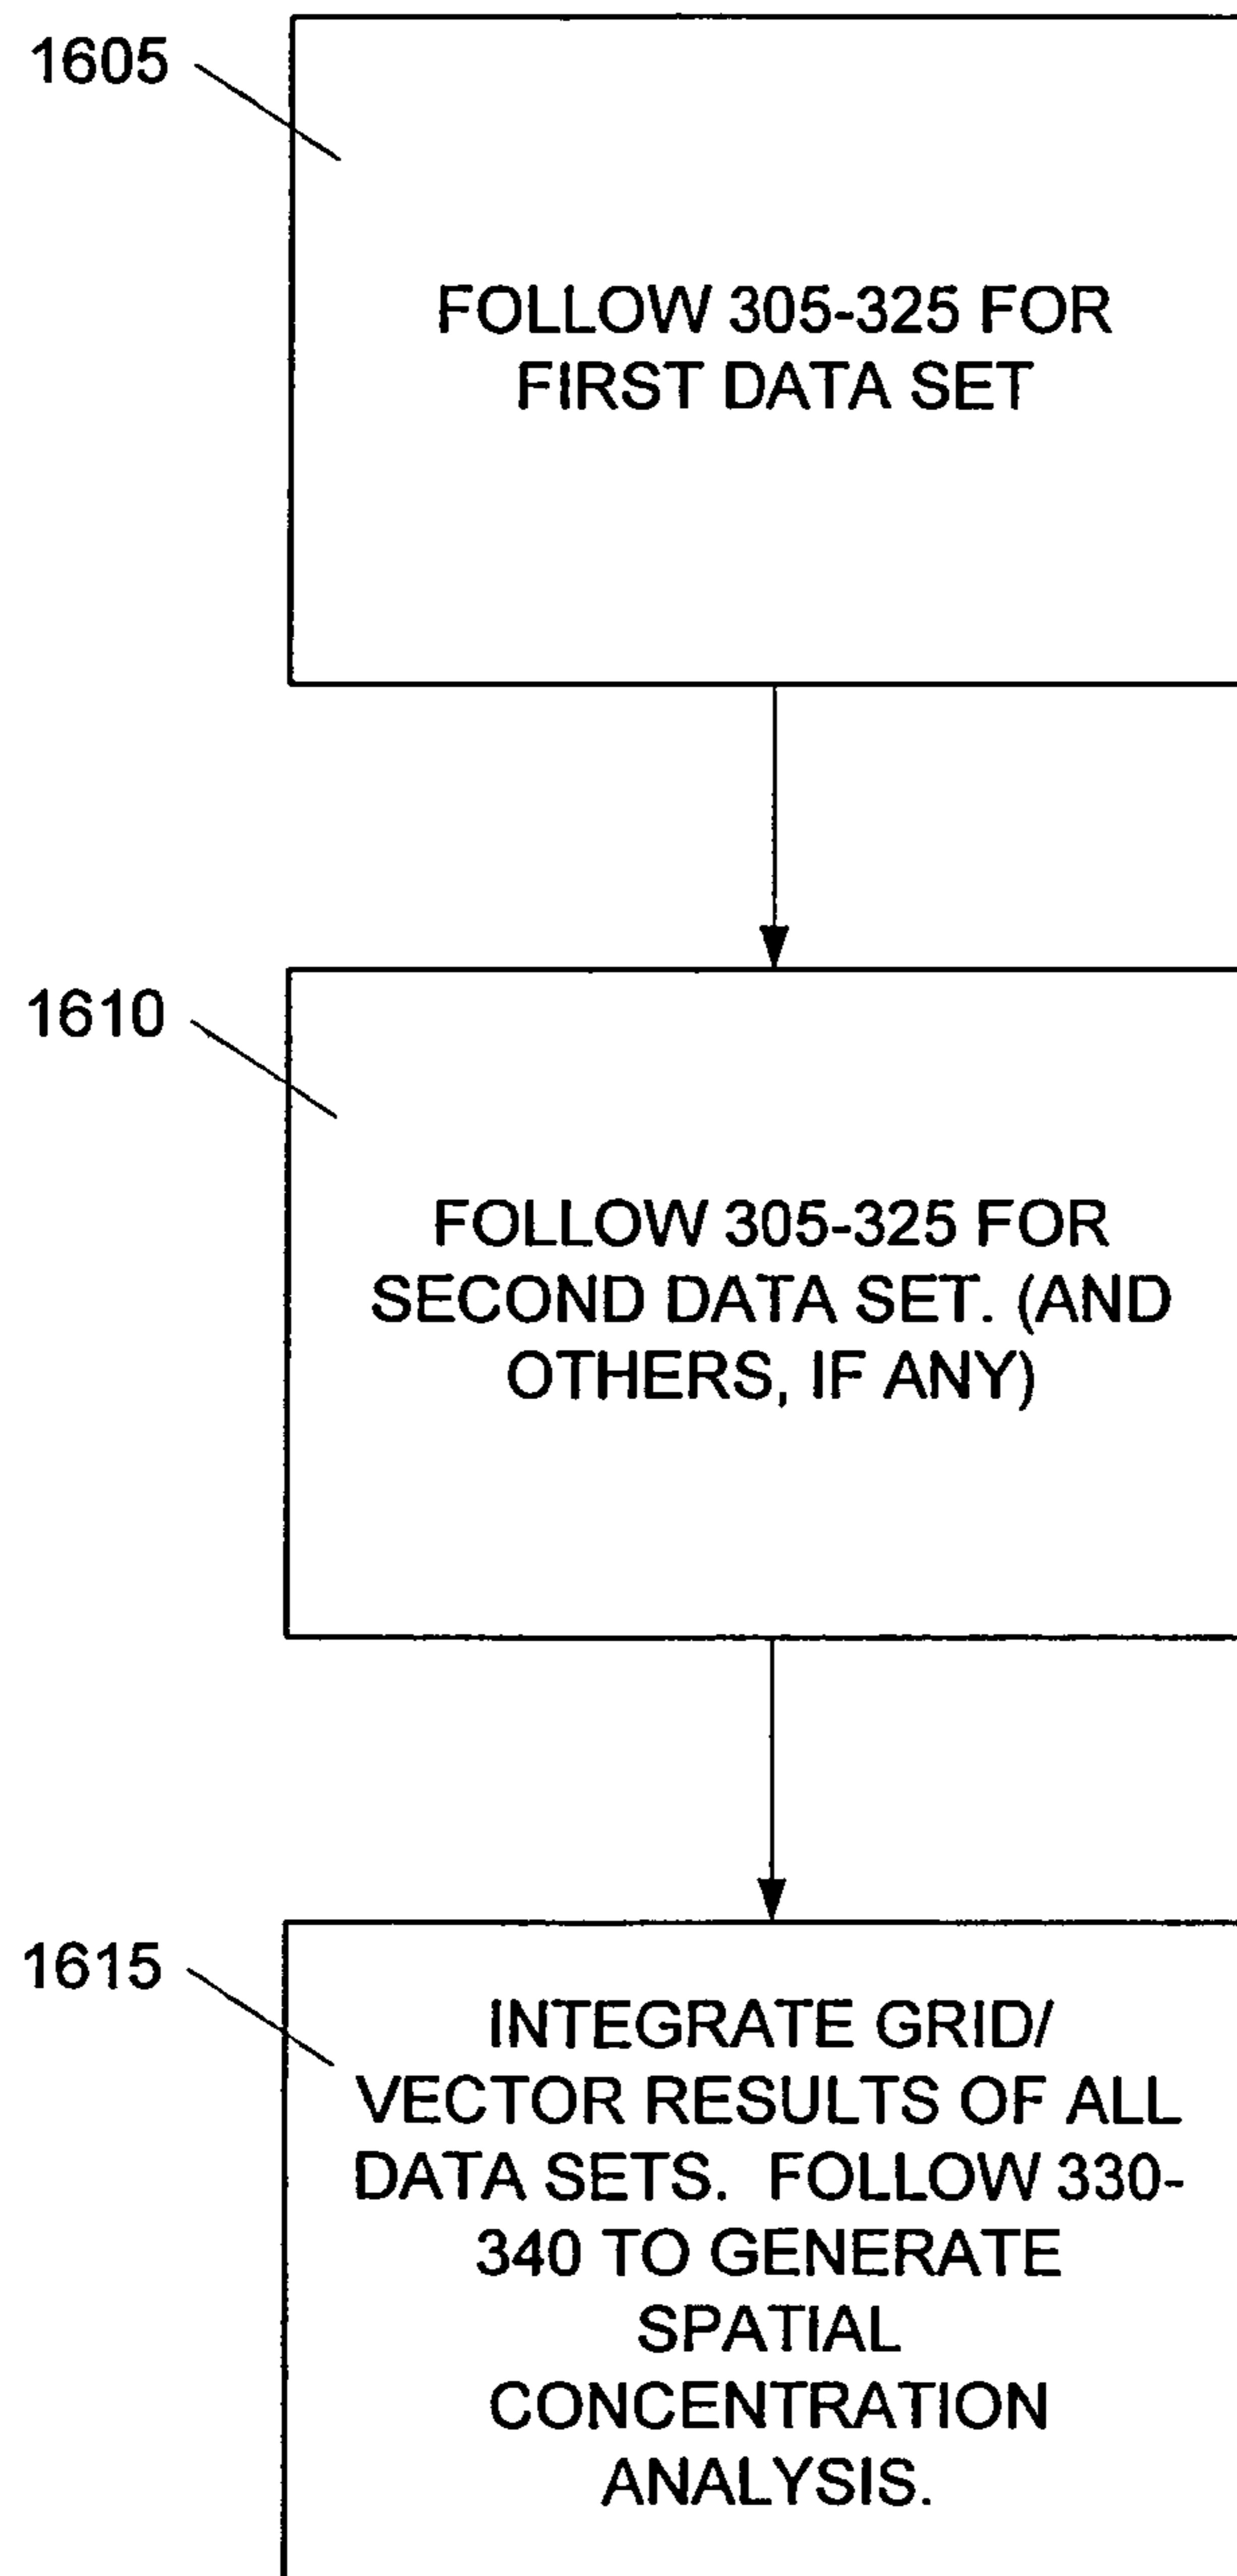 1605
FOLLOW 305-325 FOR
FIRST DATA SET
1610
FOLLOW 305-325 FOR
SECOND DATA SET. (AND
OTHERS, IF ANY)
1615
INTEGRATE GRID/
VECTOR RESULTS OF ALL
DATA SETS. FOLLOW 330-
340 TO GENERATE
SPATIAL
CONCENTRATION
ANALYSIS.